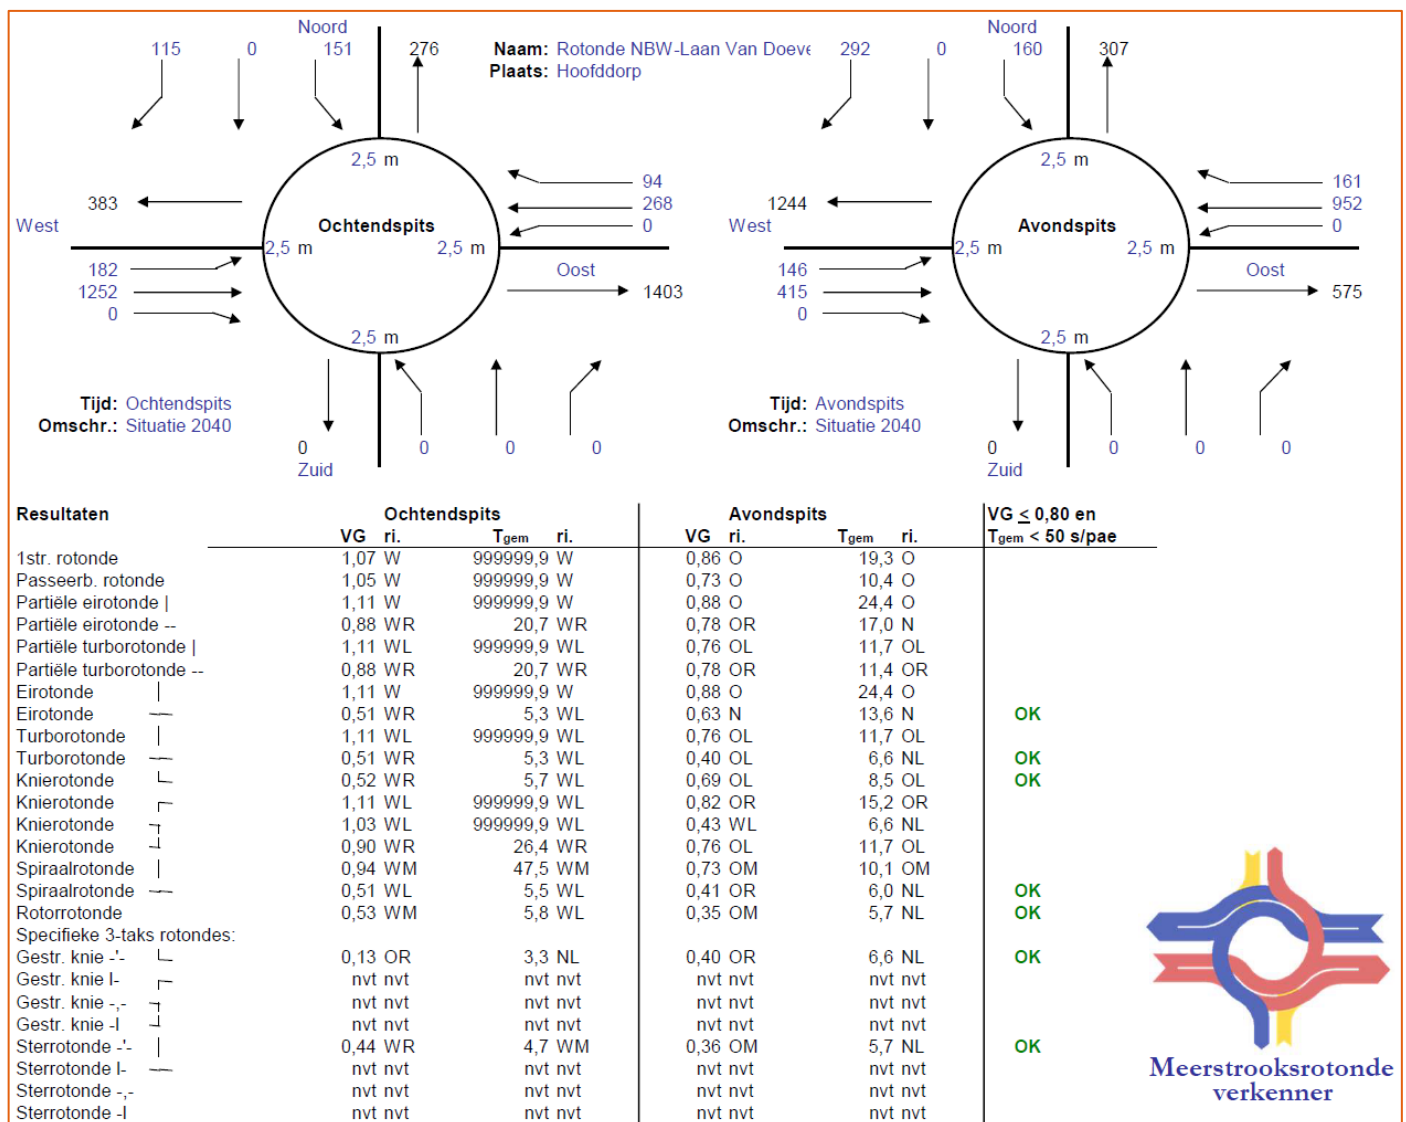 Noord
115 0 151 276
Naam: Rotonde NBW-Laan Van Doeve
Plaats: Hoofddorp
Noord
292 0 160 307
2,5 m
94
383
268
West
Ochtendspits
0
2,5 m 2,5 m
182
Oost
1252
1403
0
2,5 m
Tijd: Ochtendspits
Omschr.: Situatie 2040
0 0 0 0
Zuid
2,5 m
161
1244
952
West
Avondspits
0
2,5 m 2,5 m
146
Oost
415
575
0
2,5 m
Tijd: Avondspits
Omschr.: Situatie 2040
0 0 0 0
Zuid
Resultaten Ochtendspits Avondspits VG ≤ 0,80 en
VG ri. Tgem ri. VG ri. Tgem ri. Tgem < 50 s/pae
1str. rotonde 1,07 W 999999,9 W 0,86 O 19,3 O
Passeerb. rotonde 1,05 W 999999,9 W 0,73 O 10,4 O
Partiële eirotonde | 1,11 W 999999,9 W 0,88 O 24,4 O
Partiële eirotonde -- 0,88 WR 20,7 WR 0,78 OR 17,0 N
Partiële turborotonde | 1,11 WL 999999,9 WL 0,76 OL 11,7 OL
Partiële turborotonde -- 0,88 WR 20,7 WR 0,78 OR 11,4 OR
Eirotonde 1,11 W 999999,9 W 0,88 O 24,4 O
Eirotonde 0,51 WR 5,3 WL 0,63 N 13,6 N OK
Turborotonde 1,11 WL 999999,9 WL 0,76 OL 11,7 OL
Turborotonde 0,51 WR 5,3 WL 0,40 OL 6,6 NL OK
Knierotonde 0,52 WR 5,7 WL 0,69 OL 8,5 OL OK
Knierotonde 1,11 WL 999999,9 WL 0,82 OR 15,2 OR
Knierotonde 1,03 WL 999999,9 WL 0,43 WL 6,6 NL
Knierotonde 0,90 WR 26,4 WR 0,76 OL 11,7 OL
Spiraalrotonde 0,94 WM 47,5 WM 0,73 OM 10,1 OM
Spiraalrotonde 0,51 WL 5,5 WL 0,41 OR 6,0 NL OK
Rotorrotonde 0,53 WM 5,8 WL 0,35 OM 5,7 NL OK
Specifieke 3-taks rotondes:
Gestr. knie -'- 0,13 OR 3,3 NL 0,40 OR 6,6 NL OK
Gestr. knie I- nvt nvt nvt nvt nvt nvt nvt nvt
Gestr. knie -,- nvt nvt nvt nvt nvt nvt nvt nvt
Gestr. knie -I nvt nvt nvt nvt nvt nvt nvt nvt
Sterrotonde -'- 0,44 WR 4,7 WM 0,36 OM 5,7 NL OK
Sterrotonde I- nvt nvt nvt nvt nvt nvt nvt nvt
Sterrotonde -,- nvt nvt nvt nvt nvt nvt nvt nvt
Sterrotonde -I nvt nvt nvt nvt nvt nvt nvt nvt
Meerstrooksrotonde
verkenner